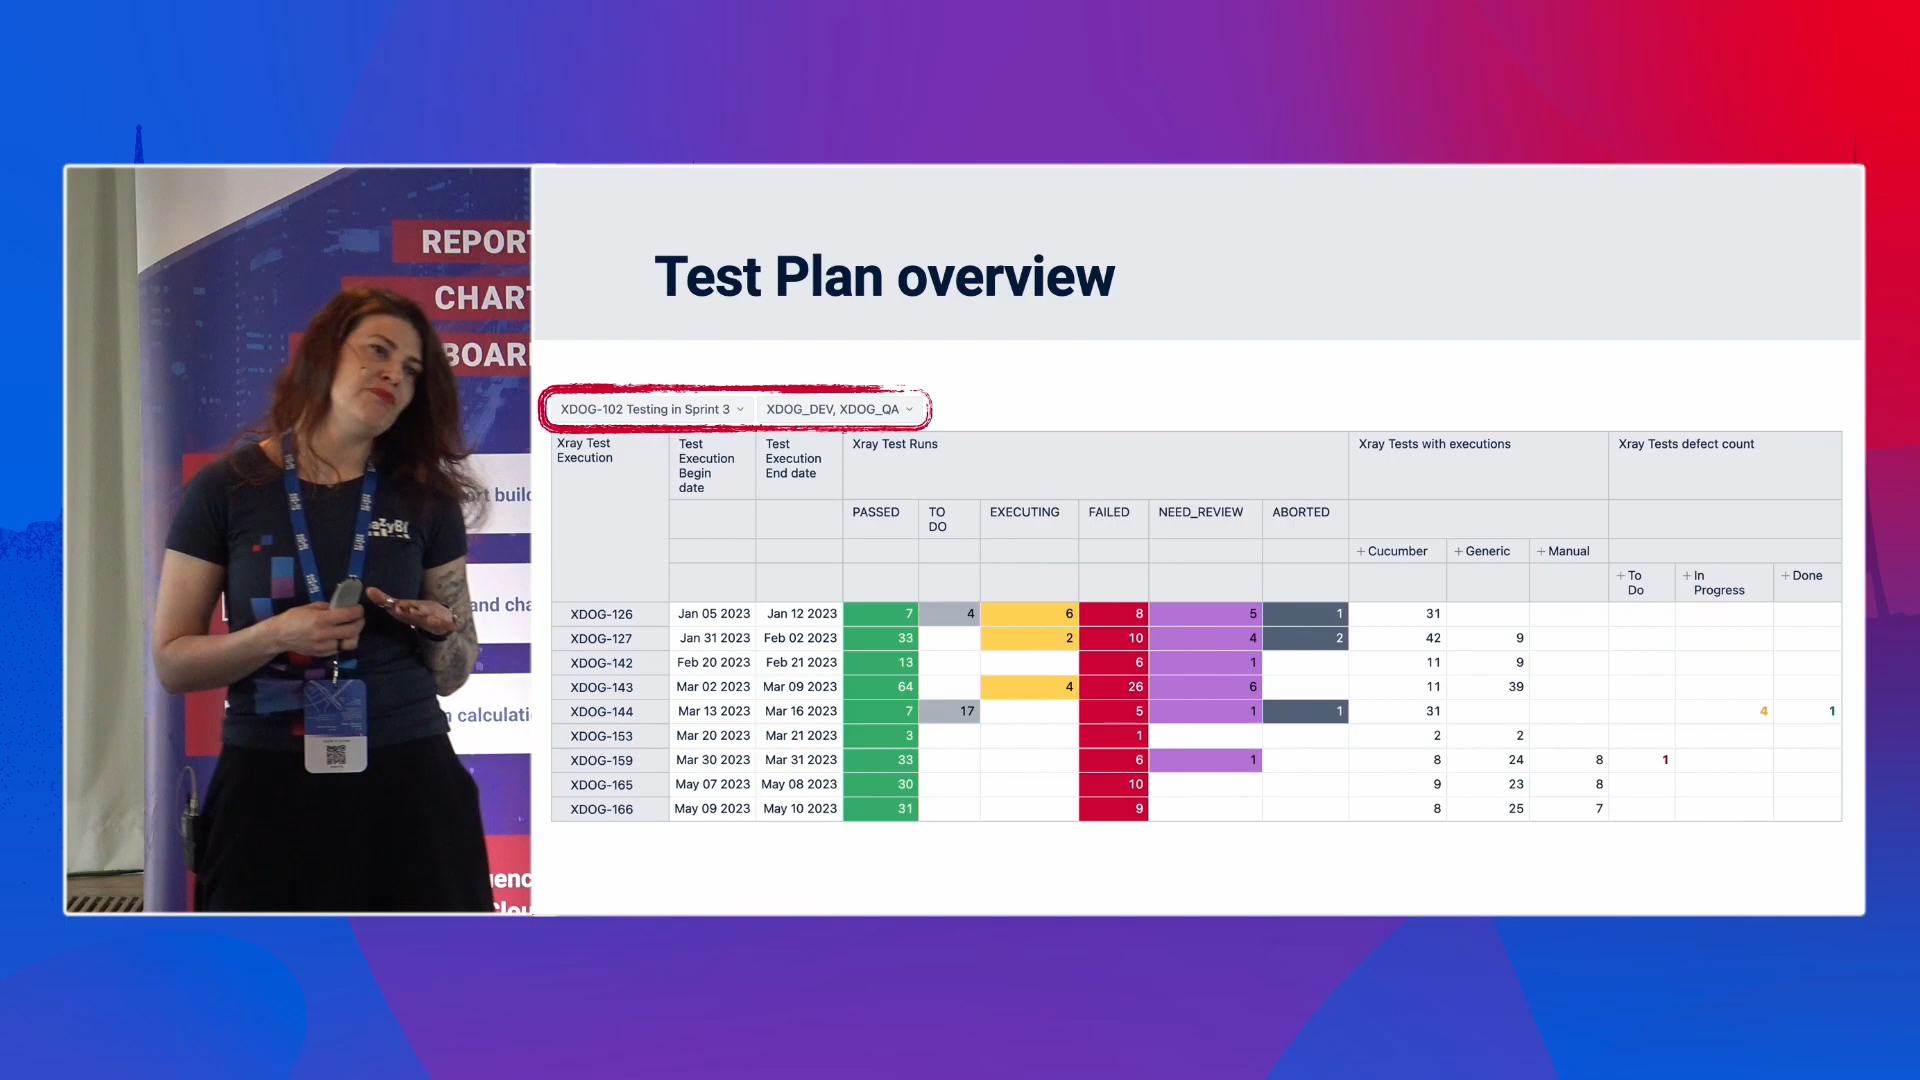 REPORT
CHART
BOARD
and
calculati
Test Plan overview
XDOG-102 Testing in Sprint 3 XDOG_DEV, XDOG_QA
Xray Test Execution Test Execution Begin date Test Execution End date Xray Test Runs Xray Tests with executions Xray Tests defect count
PASSED TO DO EXECUTING FAILED NEED_REVIEW ABORTED
+ Cucumber + Generic + Manual
+ To Do + In Progress + Done
XDOG-126 Jan 05 2023 Jan 12 2023 7 4 6 8 5 1 31
XDOG-127 Jan 31 2023 Feb 02 2023 33 2 10 4 2 42 9
XDOG-142 Feb 20 2023 Feb 21 2023 13 6 1 11 9
XDOG-143 Mar 02 2023 Mar 09 2023 64 4 26 6 11 39
XDOG-144 Mar 13 2023 Mar 16 2023 7 17 5 1 1 31 4 1
XDOG-153 Mar 20 2023 Mar 21 2023 3 1 2 2
XDOG-159 Mar 30 2023 Mar 31 2023 33 6 1 8 24 8 1
XDOG-165 May 07 2023 May 08 2023 30 10 9 23 8
XDOG-166 May 09 2023 May 10 2023 31 9 8 25 7